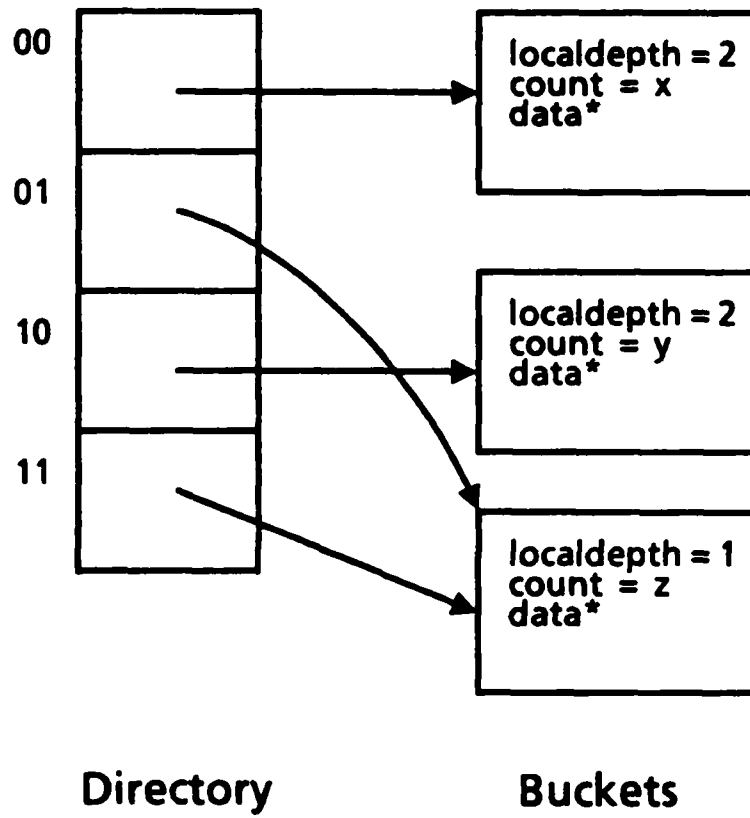 00
localdepth = 2
count = x
data*
01
10
localdepth = 2
count = y
data*
11
localdepth = 1
count = z
data*
Directory
Buckets